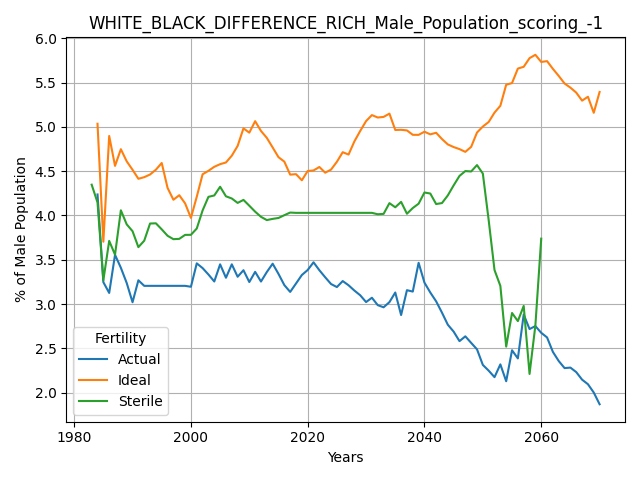 WHITE_BLACK_DIFFERENCE_RICH_Male_Population_scoring_-1
6.0
5.5
5.0
4.5
4.0
3.5
3.0
2.5
2.0
% of Male Population
Fertility
Actual
Ideal
Sterile
1980 2000 2020 2040 2060
Years